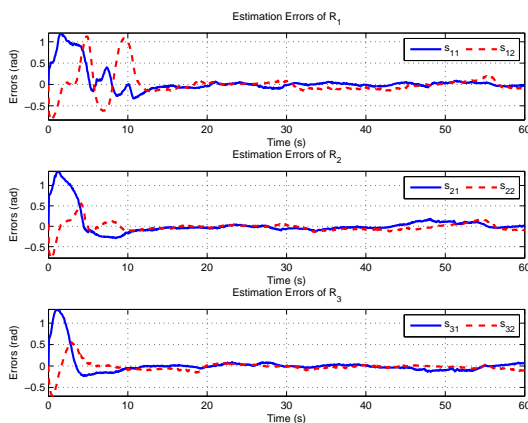 Estimation Errors of R1
Errors (rad)
1
0.5
0
-0.5
s11 s12
0 10 20 30 40 50 60
Time (s)
Estimation Errors of R2
Errors (rad)
1
0.5
0
-0.5
s21 s22
0 10 20 30 40 50 60
Time (s)
Estimation Errors of R3
Errors (rad)
1
0.5
0
-0.5
s31 s32
0 10 20 30 40 50 60
Time (s)